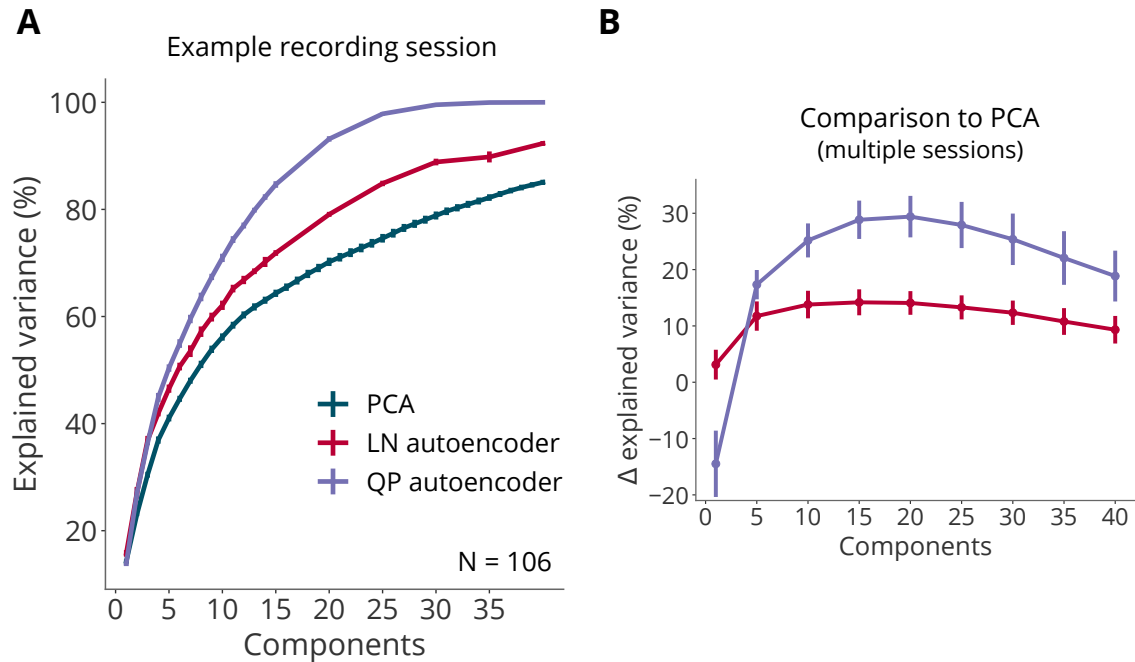 A
Example recording session
Explained variance (%)
100
80
60
40
20
PCA
LN autoencoder
QP autoencoder
N = 106
0 5 10 15 20 25 30 35
Components
B
Comparison to PCA
(multiple sessions)
Δ explained variance (%)
30
20
10
0
−10
−20
0 5 10 15 20 25 30 35 40
Components